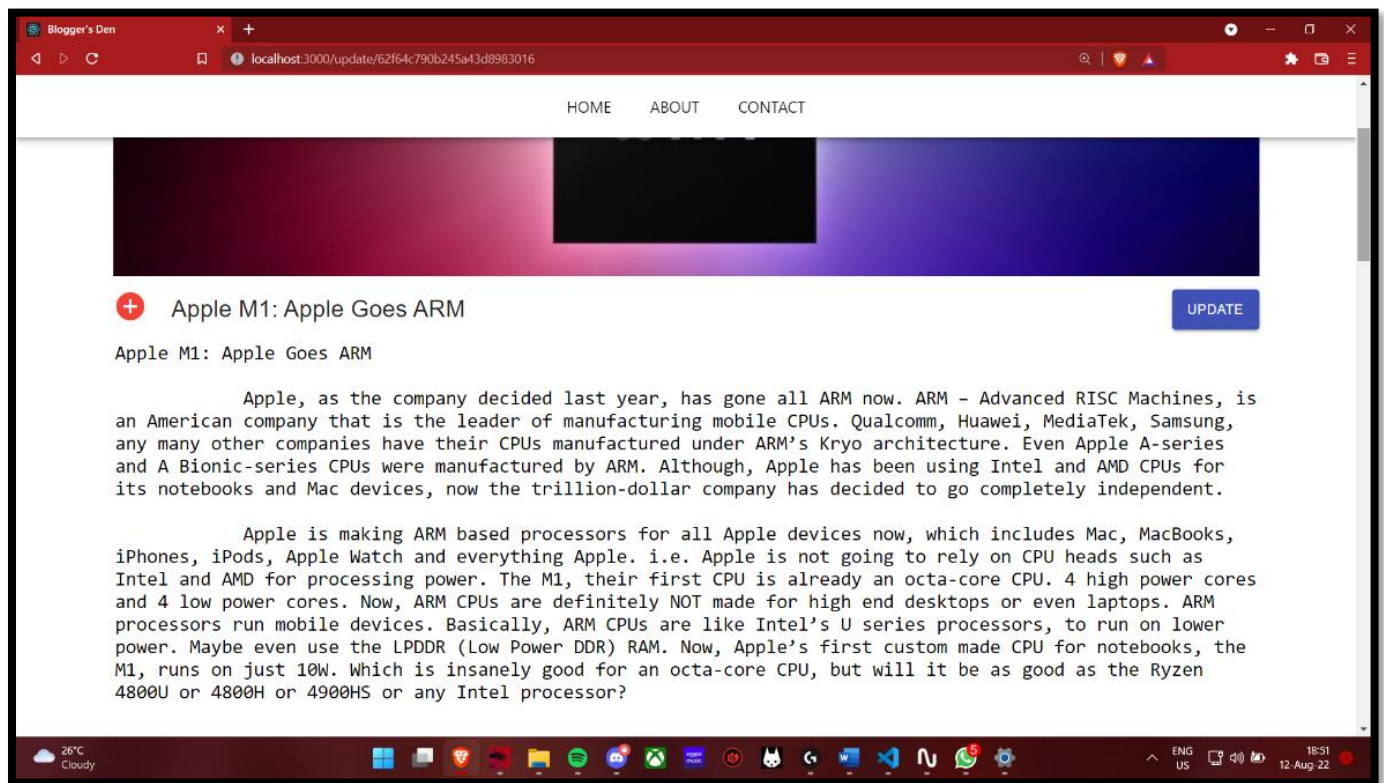 Blogger's Den
localhost:3000/update/62f64c790b245a43d8983016
HOME ABOUT CONTACT
Apple M1: Apple Goes ARM
UPDATE
Apple M1: Apple Goes ARM
Apple, as the company decided last year, has gone all ARM now. ARM – Advanced RISC Machines, is
an American company that is the leader of manufacturing mobile CPUs. Qualcomm, Huawei, MediaTek, Samsung,
any many other companies have their CPUs manufactured under ARM’s Kryo architecture. Even Apple A-series
and A Bionic-series CPUs were manufactured by ARM. Although, Apple has been using Intel and AMD CPUs for
its notebooks and Mac devices, now the trillion-dollar company has decided to go completely independent.
Apple is making ARM based processors for all Apple devices now, which includes Mac, MacBooks,
iPhones, iPods, Apple Watch and everything Apple. i.e. Apple is not going to rely on CPU heads such as
Intel and AMD for processing power. The M1, their first CPU is already an octa-core CPU. 4 high power cores
and 4 low power cores. Now, ARM CPUs are definitely NOT made for high end desktops or even laptops. ARM
processors run mobile devices. Basically, ARM CPUs are like Intel’s U series processors, to run on lower
power. Maybe even use the LPDDR (Low Power DDR) RAM. Now, Apple’s first custom made CPU for notebooks, the
M1, runs on just 10W. Which is insanely good for an octa-core CPU, but will it be as good as the Ryzen
4800U or 4800H or 4900HS or any Intel processor?
26°C
Cloudy
5
ENG
US
18:51
12-Aug-22